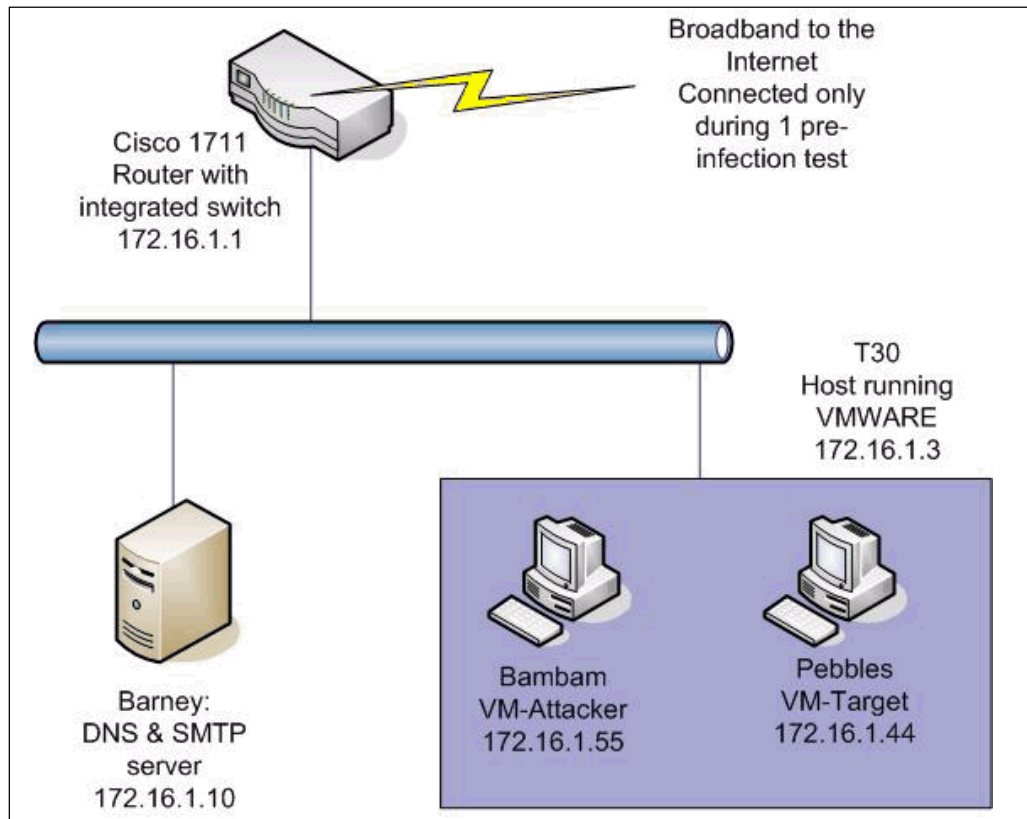 Broadband to the
Internet
Connected only
during 1 pre-
infection test
Cisco 1711
Router with
integrated switch
172.16.1.1
T30
Host running
VMWARE
172.16.1.3
Barney:
DNS & SMTP
server
172.16.1.10
Bambam
VM-Attacker
172.16.1.55
Pebbles
VM-Target
172.16.1.44